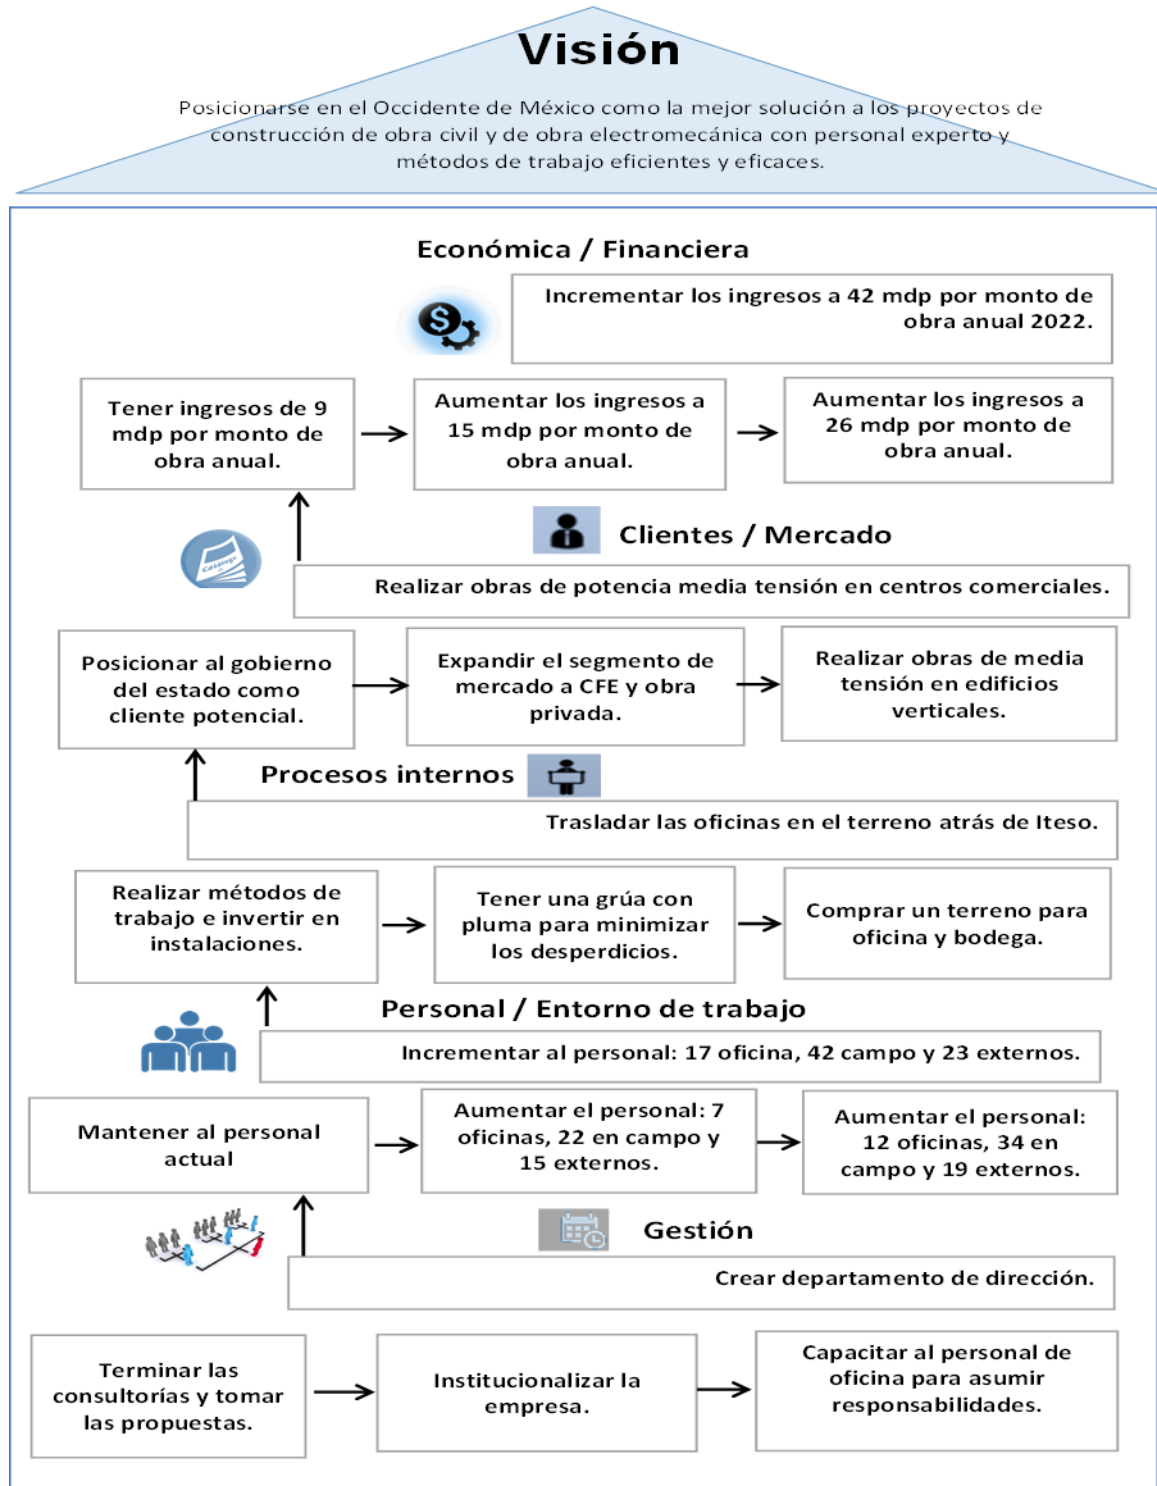 Visión
Posicionarse en el Occidente de México como la mejor solución a los proyectos de
construcción de obra civil y de obra electromecánica con personal experto y
métodos de trabajo eficientes y eficaces.
Económica / Financiera
Incrementar los ingresos a 42 mdp por monto de
obra anual 2022.
Tener ingresos de 9
mdp por monto de
obra anual.
Aumentar los ingresos a
15 mdp por monto de
obra anual.
Aumentar los ingresos a
26 mdp por monto de
obra anual.
Catálogo
Clientes / Mercado
Realizar obras de potencia media tensión en centros comerciales.
Posicionar al gobierno
del estado como
cliente potencial.
Expandir el segmento de
mercado a CFE y obra
privada.
Realizar obras de media
tensión en edificios
verticales.
Procesos internos
Trasladar las oficinas en el terreno atrás de Iteso.
Realizar métodos de
trabajo e invertir en
instalaciones.
Tener una grúa con
pluma para minimizar
los desperdicios.
Comprar un terreno para
oficina y bodega.
Personal / Entorno de trabajo
Incrementar al personal: 17 oficina, 42 campo y 23 externos.
Mantener al personal
actual
Aumentar el personal: 7
oficinas, 22 en campo y
15 externos.
Aumentar el personal:
12 oficinas, 34 en
campo y 19 externos.
Gestión
Crear departamento de dirección.
Terminar las
consultorías y tomar
las propuestas.
Institucionalizar la
empresa.
Capacitar al personal de
oficina para asumir
responsabilidades.